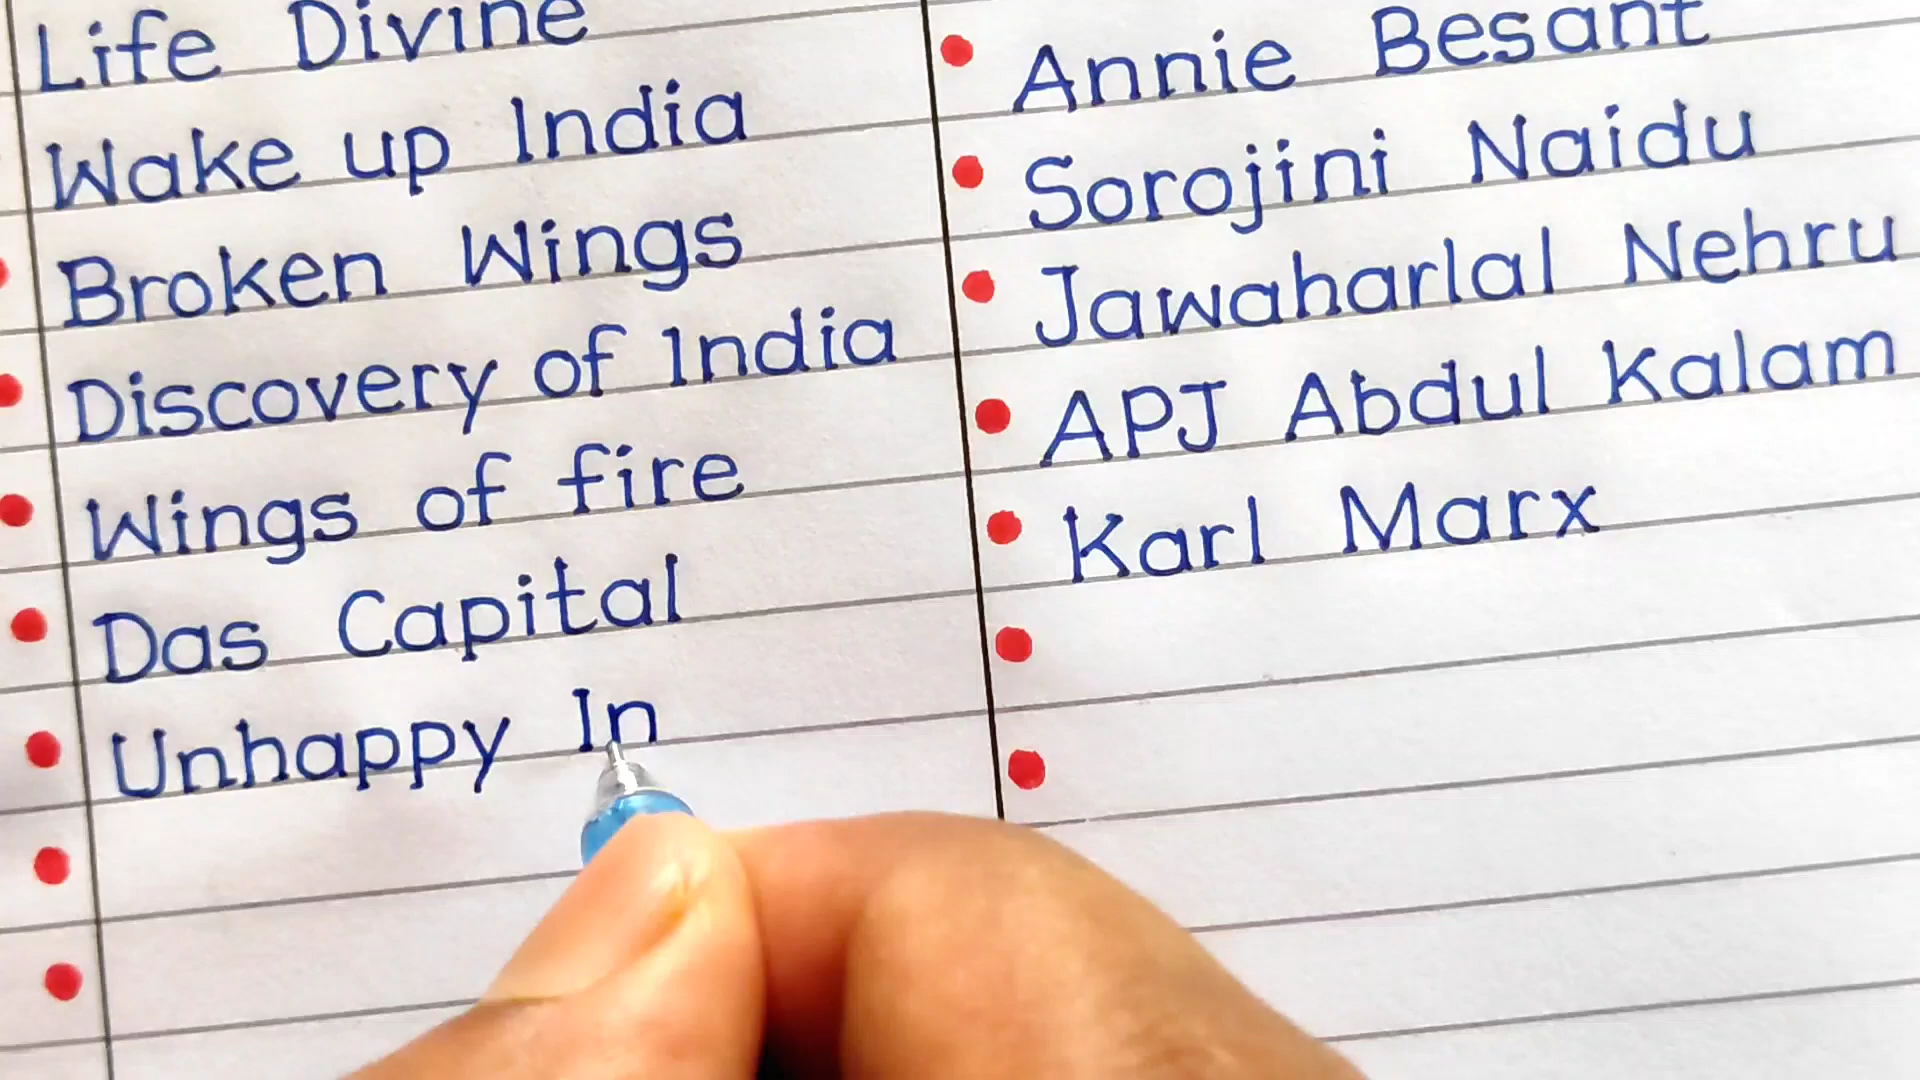 Life Divine
Wake up India
Annie Besant
Broken Wings
Sorojini Naidu
Discovery of India
Jawaharlal Nehru
Wings of fire
APJ Abdul Kalam
Das Capital
Karl Marx
Unhappy In